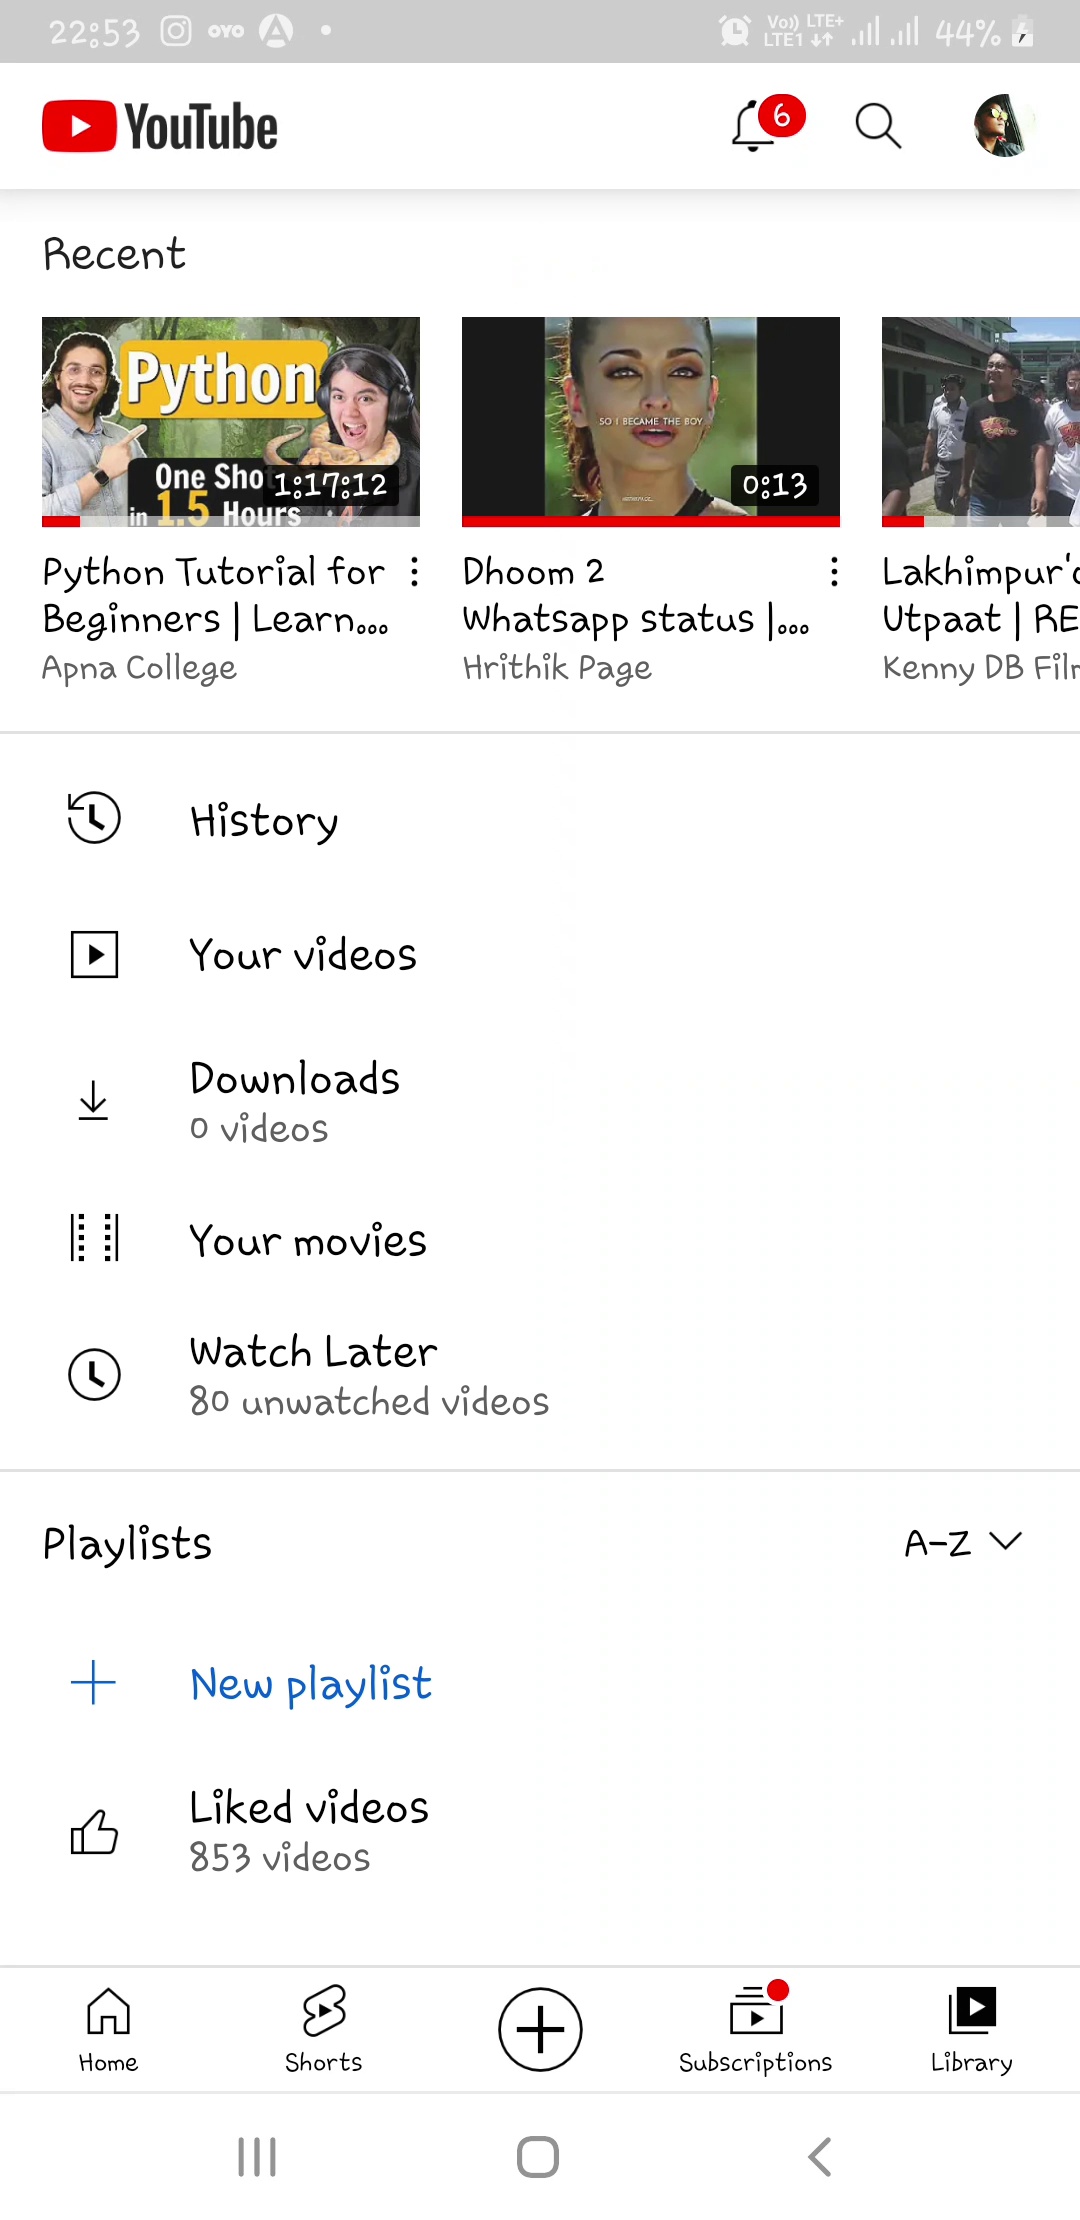 22:53 OYO Vo)) LTE+ LTE1 44%
YouTube 6
Recent
Python
One Sho
in 1.5 Hours
1:17:12
SO I BECAME THE BOY
0:13
Python Tutorial for
Beginners | Learn...
Apna College
Dhoom 2
Whatsapp status |...
Hrithik Page
Lakhimpur'
Utpaat | RE
Kenny DB Fil
History
Your videos
Downloads
0 videos
Your movies
Watch Later
80 unwatched videos
Playlists A-Z
New playlist
Liked videos
853 videos
Home Shorts Subscriptions Library